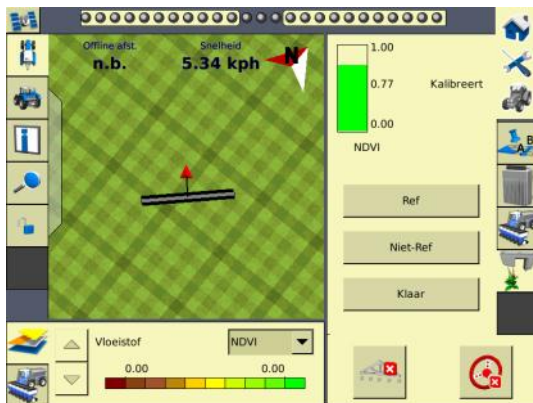 Offline afst.
n.b.
Snelheid
5.34 kph
N
1.00
0.77
0.00
NDVI
Kalibreert
Ref
Niet-Ref
Klaar
A B
Vloeistof
NDVI
0.00 0.00